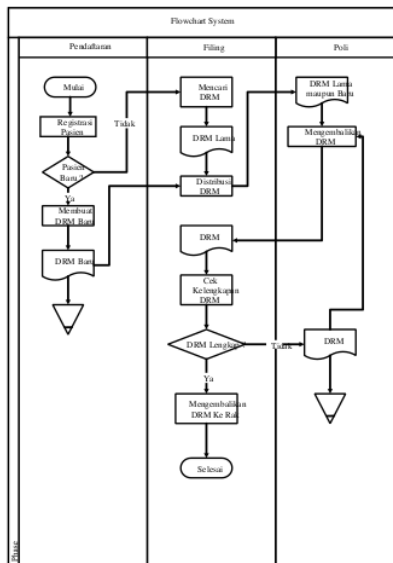 Flowchart System
Pendaftaran
Filing
Poli
Mulai
Registrasi
Pasien
Pasien
Baru ?
Tidak
Ya
Membuat
DRM Baru
DRM Baru
Mencari
DRM
DRM Lama
Distribusi
DRM
DRM Lama
maupun Baru
Mengembalikan
DRM
DRM
Cek
Kelengkapan
DRM
DRM Lengkap
Tidak
DRM
Ya
Mengembalikan
DRM Ke Rak
Selesai
Phase